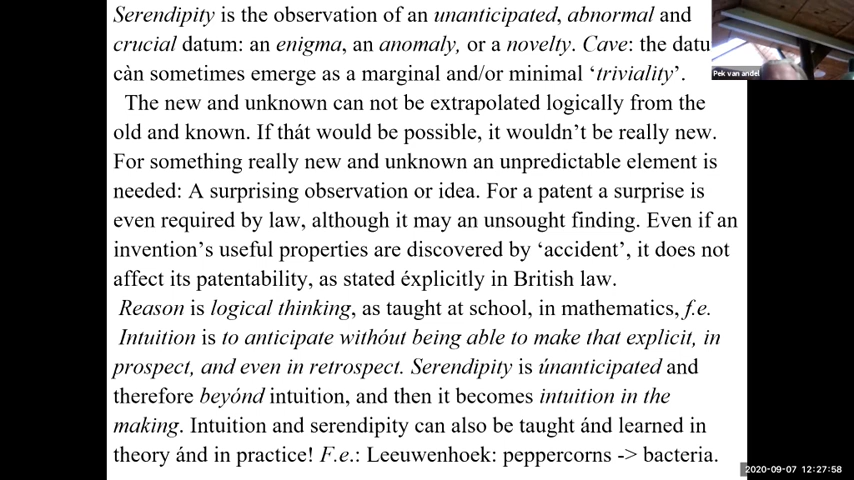 Serendipity is the observation of an unanticipated, abnormal and
crucial datum: an enigma, an anomaly, or a novelty. Cave: the datu
càn sometimes emerge as a marginal and/or minimal ‘triviality’.
The new and unknown can not be extrapolated logically from the
old and known. If thát would be possible, it wouldn’t be really new.
For something really new and unknown an unpredictable element is
needed: A surprising observation or idea. For a patent a surprise is
even required by law, although it may an unsought finding. Even if an
invention’s useful properties are discovered by ‘accident’, it does not
affect its patentability, as stated éxplicitly in British law.
Reason is logical thinking, as taught at school, in mathematics, f.e.
Intuition is to anticipate withóut being able to make that explicit, in
prospect, and even in retrospect. Serendipity is únanticipated and
therefore beyónd intuition, and then it becomes intuition in the
making. Intuition and serendipity can also be taught ánd learned in
theory ánd in practice! F.e.: Leeuwenhoek: peppercorns -> bacteria.
Pek van andel
2020-09-07 12:27:58